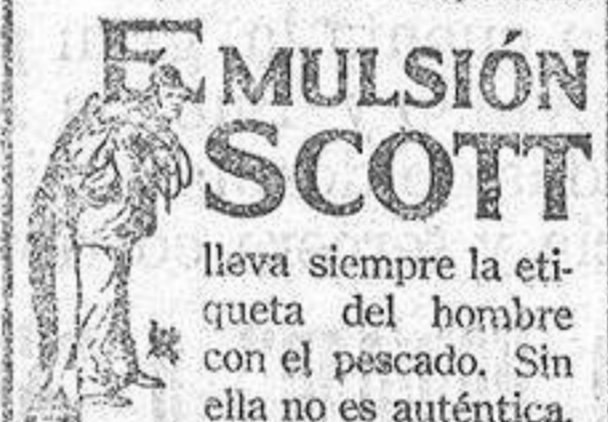 EMULSIÓN
SCOTT
lleva siempre la eti-
queta del hombre
con el pescado. Sin
ella no es auténtica.